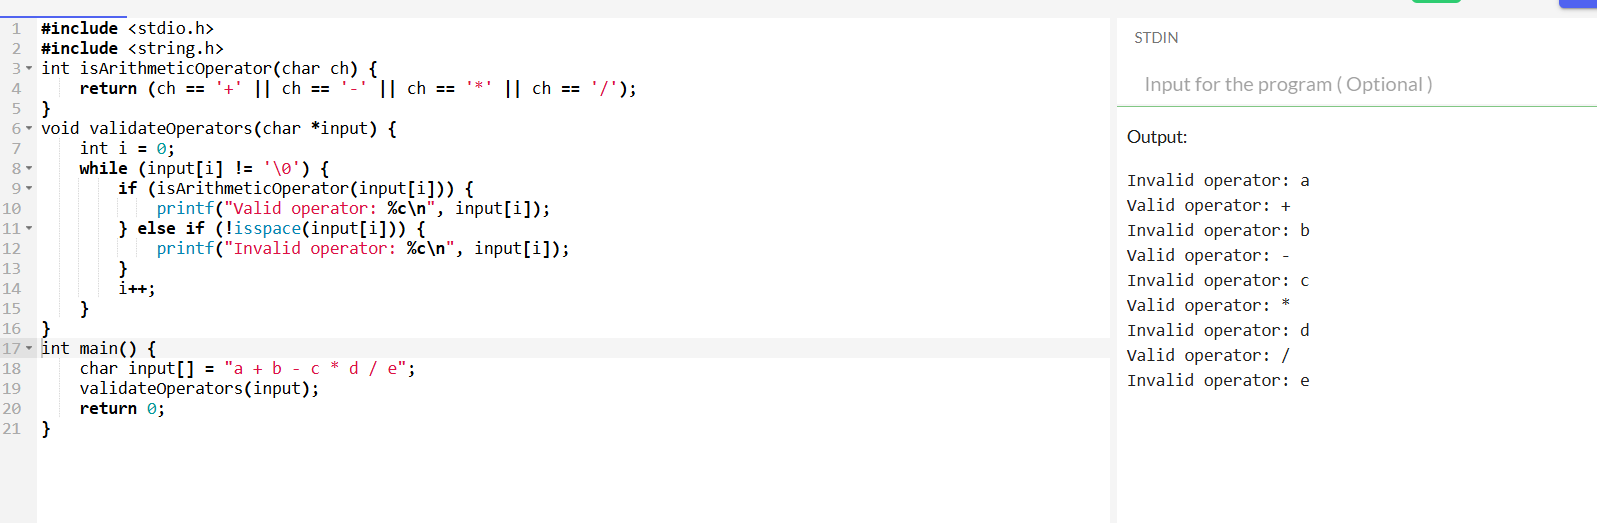 1 #include <stdio.h>
2 #include <string.h>
3 int isArithmeticOperator(char ch) {
4     return (ch == '+' || ch == '-' || ch == '*' || ch == '/');
5 }
6 void validateOperators(char *input) {
7     int i = 0;
8     while (input[i] != '\0') {
9         if (isArithmeticOperator(input[i])) {
10             printf("Valid operator: %c\n", input[i]);
11         } else if (!isspace(input[i])) {
12             printf("Invalid operator: %c\n", input[i]);
13         }
14         i++;
15     }
16 }
17 int main() {
18     char input[] = "a + b - c * d / e";
19     validateOperators(input);
20     return 0;
21 }
STDIN
Input for the program ( Optional )
Output:
Invalid operator: a
Valid operator: +
Invalid operator: b
Valid operator: -
Invalid operator: c
Valid operator: *
Invalid operator: d
Valid operator: /
Invalid operator: e